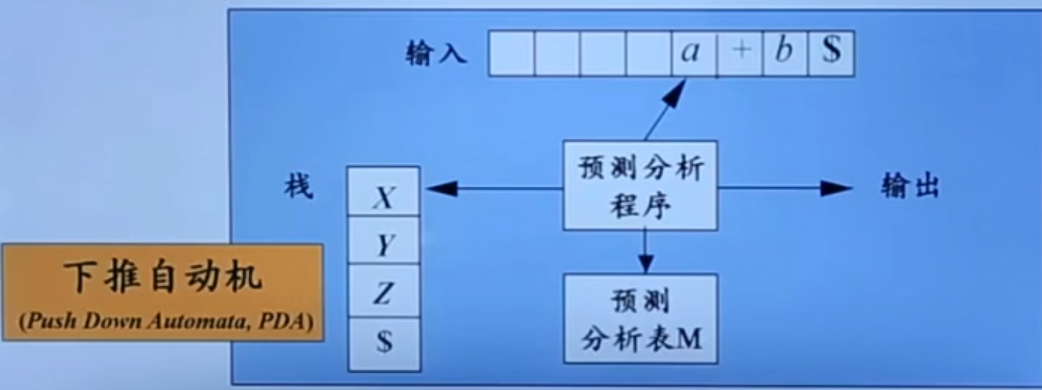 输入 a + b $
栈
X
Y
Z
$
预测分析
程序
输出
下推自动机
(Push Down Automata, PDA)
预测
分析表M